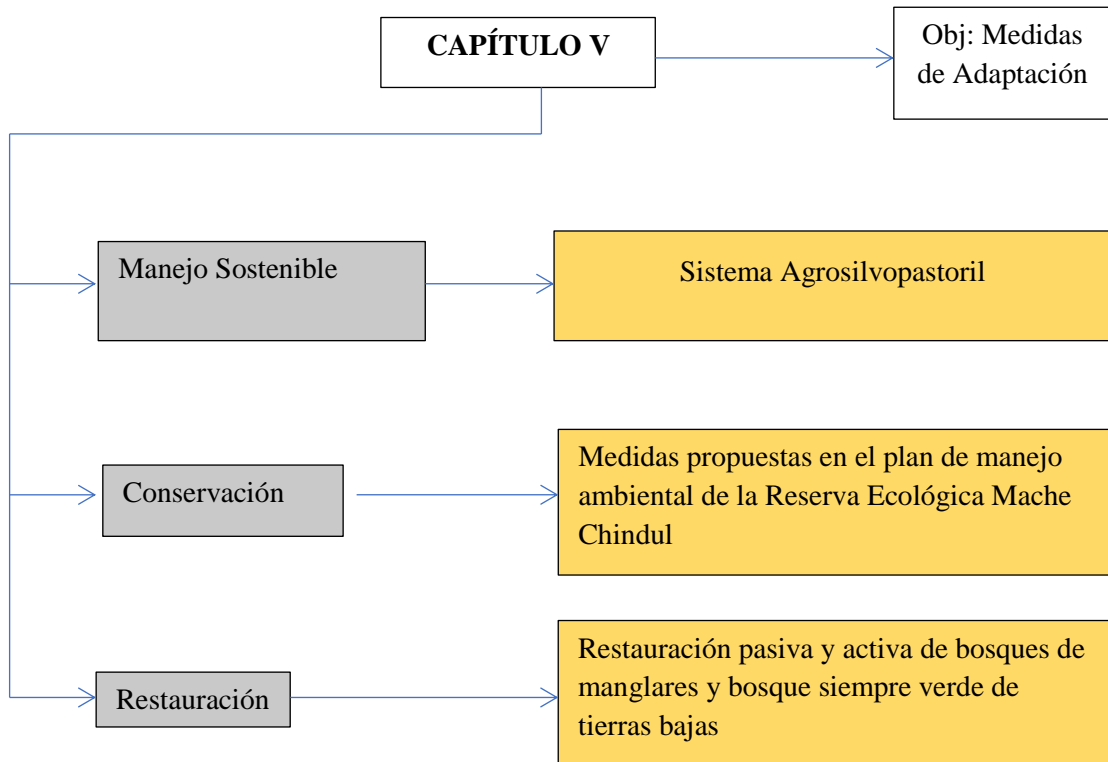 CAPÍTULO V
Obj: Medidas
de Adaptación
Manejo Sostenible
Sistema Agrosilvopastoril
Conservación
Medidas propuestas en el plan de manejo
ambiental de la Reserva Ecológica Mache
Chindul
Restauración
Restauración pasiva y activa de bosques de
manglares y bosque siempre verde de
tierras bajas